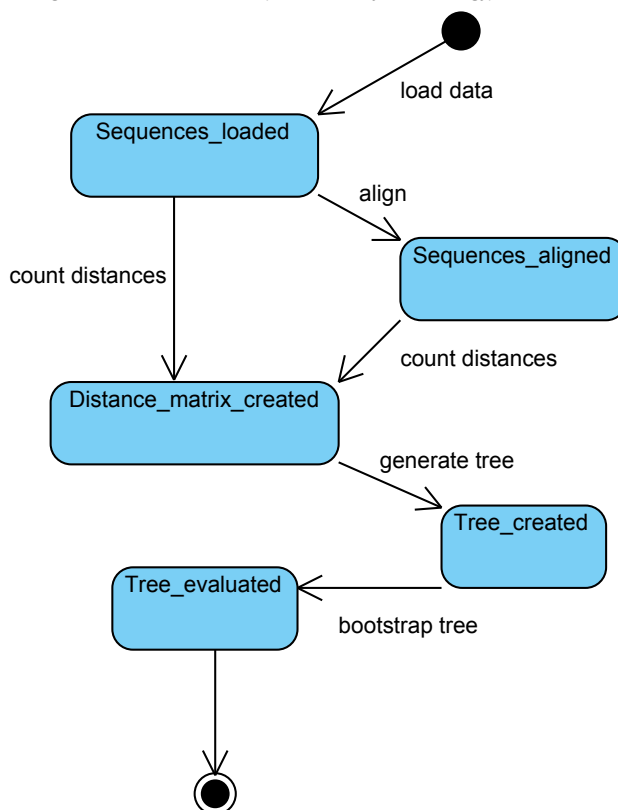 load data
Sequences_loaded
align
Sequences_aligned
count distances
count distances
Distance_matrix_created
generate tree
Tree_created
Tree_evaluated
bootstrap tree